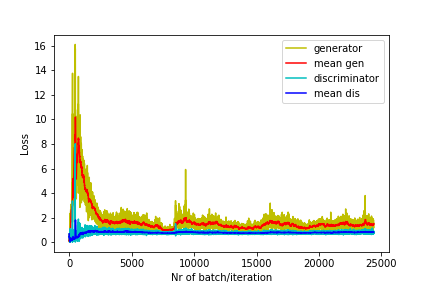 generator
mean gen
discriminator
mean dis
16
14
12
10
8
6
4
2
0
Loss
0 5000 10000 15000 20000 25000
Nr of batch/iteration